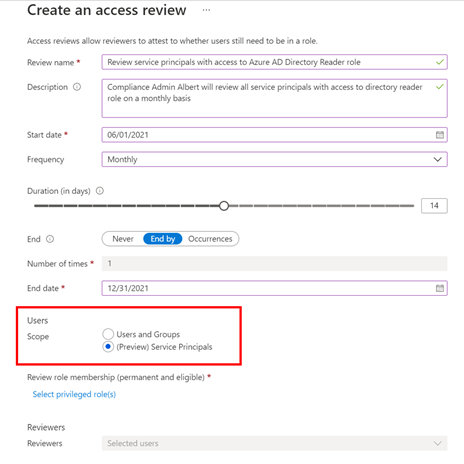 Create an access review
...
Access reviews allow reviewers to attest to whether users still need to be in a role.
Review name * Review service principals with access to Azure AD Directory Reader role
Description Compliance Admin Albert will review all service principals with access to directory reader
role on a monthly basis
Start date * 06/01/2021
Frequency Monthly
Duration (in days)
14
End Never End by Occurrences
Number of times * 1
End date * 12/31/2021
Users
Scope Users and Groups
(Preview) Service Principals
Review role membership (permanent and eligible) *
Select privileged role(s)
Reviewers
Reviewers Selected users